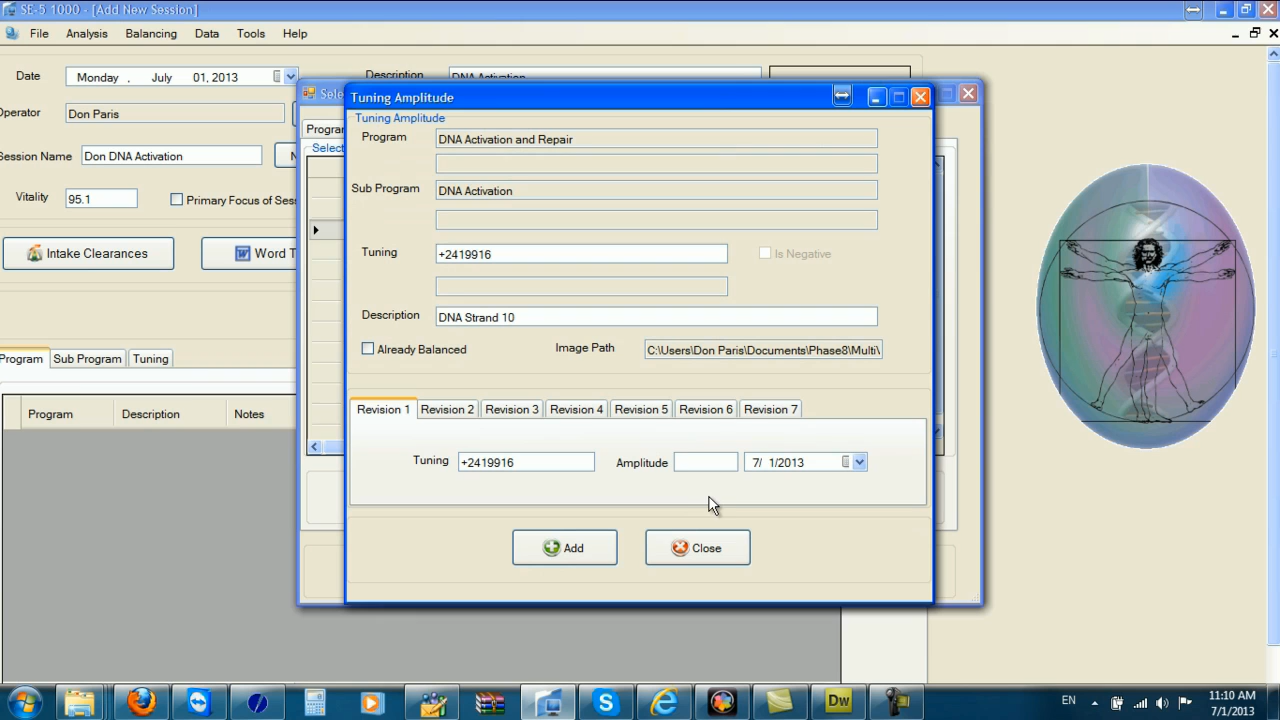 SE-5 1000 - [Add New Session]
File Analysis Balancing Data Tools Help
Date Monday , July 01, 2013 Description DNA Activation
Operator Don Paris
Session Name Don DNA Activation N
Vitality 95.1 Primary Focus of Sess
Intake Clearances Word T
Program Sub Program Tuning
Program Description Notes
Sele
Program
Select
Tuning Amplitude
Tuning Amplitude
Program DNA Activation and Repair
Sub Program DNA Activation
Tuning +2419916 Is Negative
Description DNA Strand 10
Already Balanced Image Path C:\Users\Don Paris\Documents\Phase8\Multi\
Revision 1 Revision 2 Revision 3 Revision 4 Revision 5 Revision 6 Revision 7
Tuning +2419916 Amplitude 7/ 1/2013
Add Close
Dw EN 11:10 AM
7/1/2013